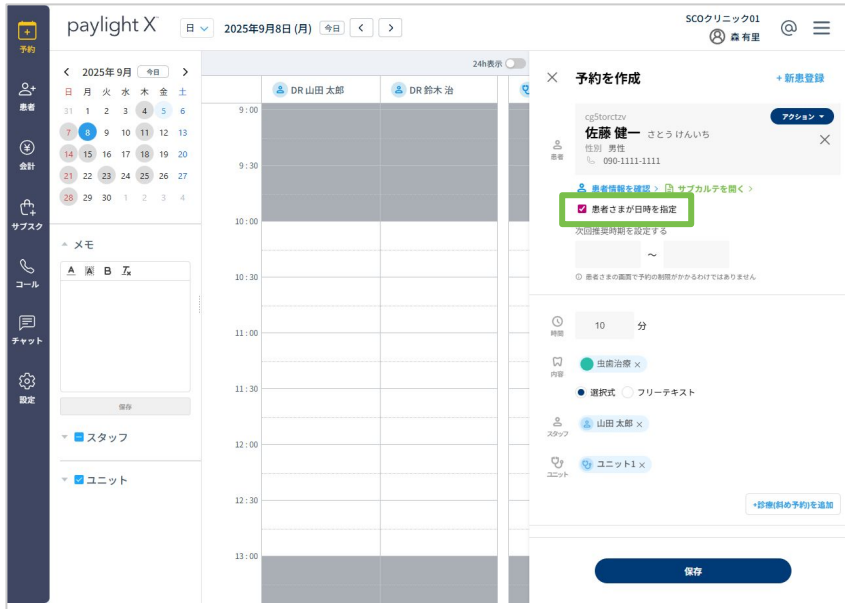 paylight X
日
2025年9月8日 (月)
今日
SCOクリニック01
森 有里
予約
患者
会計
サブスク
コール
チャット
設定
2025年 9月
今日
日 月 火 水 木 金 土
31 1 2 3 4 5 6
7 8 9 10 11 12 13
14 15 16 17 18 19 20
21 22 23 24 25 26 27
28 29 30 1 2 3 4
メモ
A A B Tx
保存
スタッフ
ユニット
24h表示
DR 山田 太郎
DR 鈴木 治
9:00
9:30
10:00
10:30
11:00
11:30
12:00
12:30
13:00
予約を作成
+ 新患登録
患者
cg5torctzv
アクション
佐藤 健一 さとう けんいち
性別 男性
090-1111-1111
患者情報を確認 >
サブカルテを開く >
患者さまが日時を指定
次回推奨時期を設定する
～
患者さまの画面で予約の制限がかかるわけではありません
時間
10 分
内容
虫歯治療 ×
選択式
フリーテキスト
スタッフ
山田 太郎 ×
ユニット
ユニット1 ×
+診療(斜め予約)を追加
保存